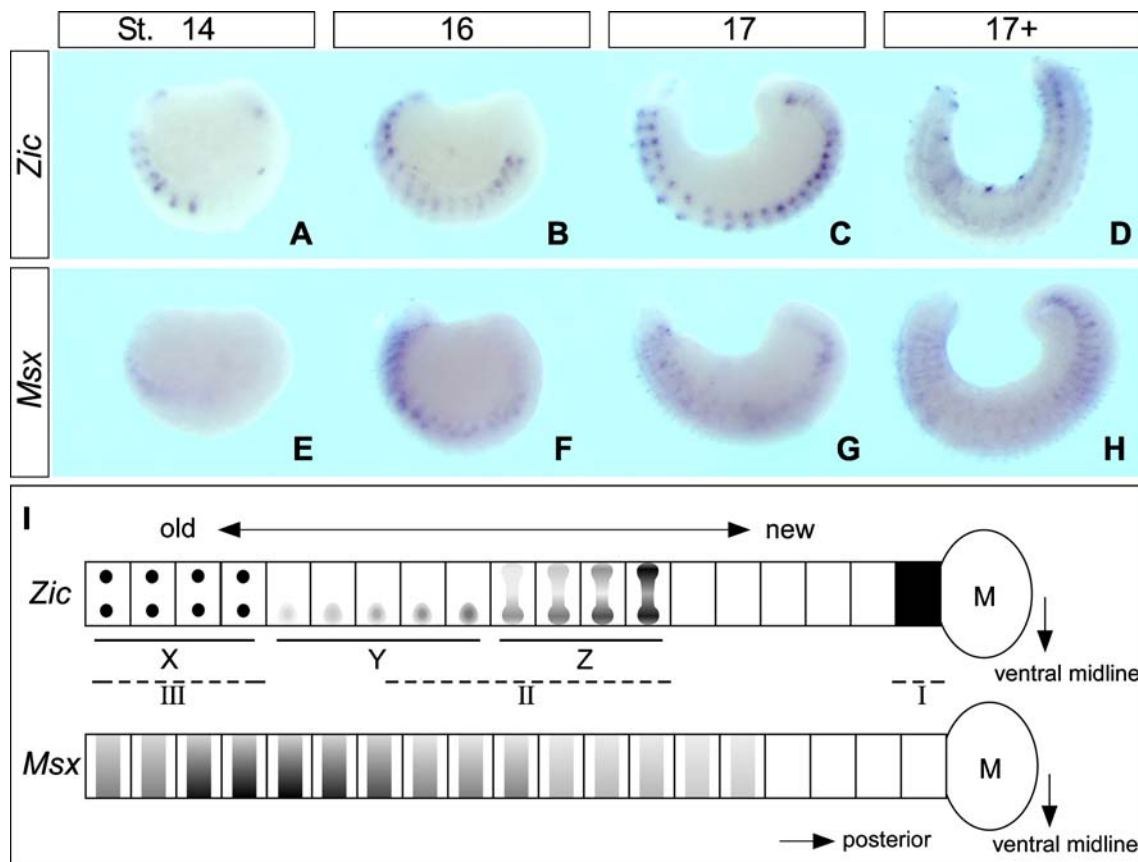 St. 14 16 17 17+
Zic
A B C D
Msx
E F G H
I
old new
Zic M
X Y Z
ventral midline
III II I
Msx M
posterior
ventral midline